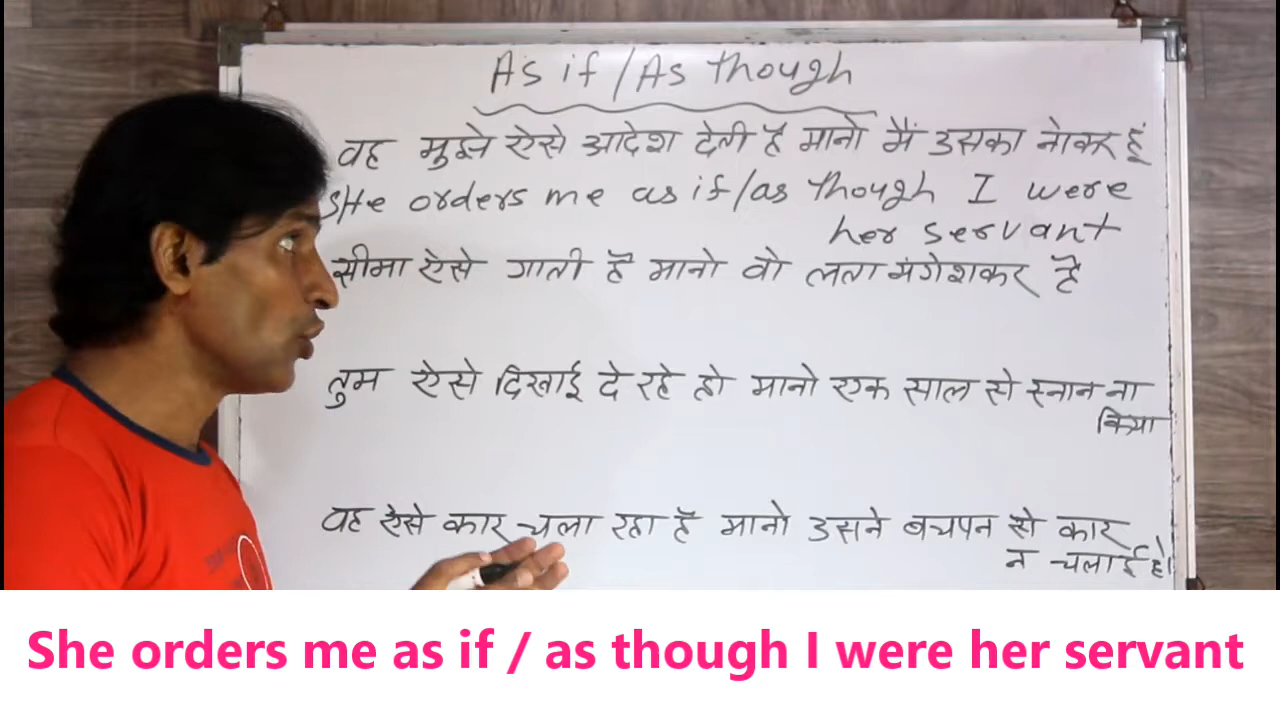 As if / As though
वह मुझे ऐसे आदेश देती है मानो मैं उसका नोकर हूं
She orders me as if/as though I were
her servant
सीमा ऐसे गाती है मानो वो लता मंगेशकर है
तुम ऐसे दिखाई दे रहे हो मानो एक साल से स्नान ना
किया
वह ऐसे कार चला रहा है मानो उसने बचपन से कार
न चलाई हो
She orders me as if / as though I were her servant